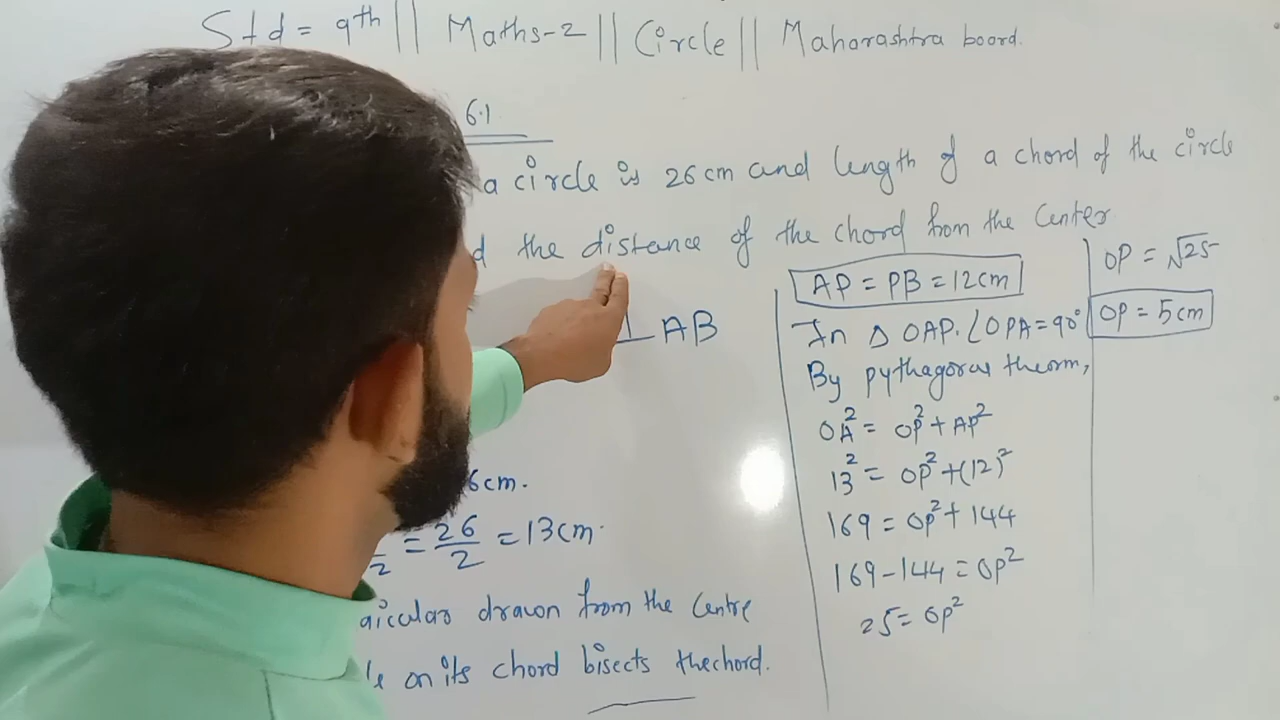 Std = 9th || Maths-2 || Circle || Maharashtra board.
6.1
a circle is 26 cm and length of a chord of the circle
the distance of the chord from the Center
⊥ AB
6cm.
= 26/2 = 13cm.
drawn from the Centre
on its chord bisects the chord.
AP = PB = 12cm
In △ OAP. ∠OPA = 90°
By pythagorus theorm,
OA² = OP² + AP²
13² = OP² + (12)²
169 = OP² + 144
169 - 144 = OP²
25 = OP²
OP = √25
OP = 5cm